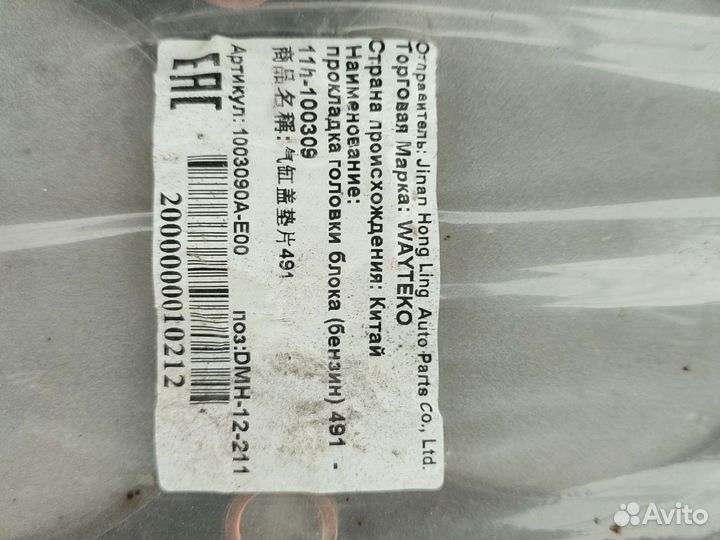 Отправитель: Jinan Hong Ling Auto Parts Co., Ltd.
Торговая Марка: WAYTEKO
Страна происхождения: Китай
Наименование:
прокладка головки блока (бензин) 491 -
11h-100309
商品名稱: 气缸盖垫片491
Артикул: 1003090A-E00 поз:DMH-12-211
EAC
2000000010212
Avito